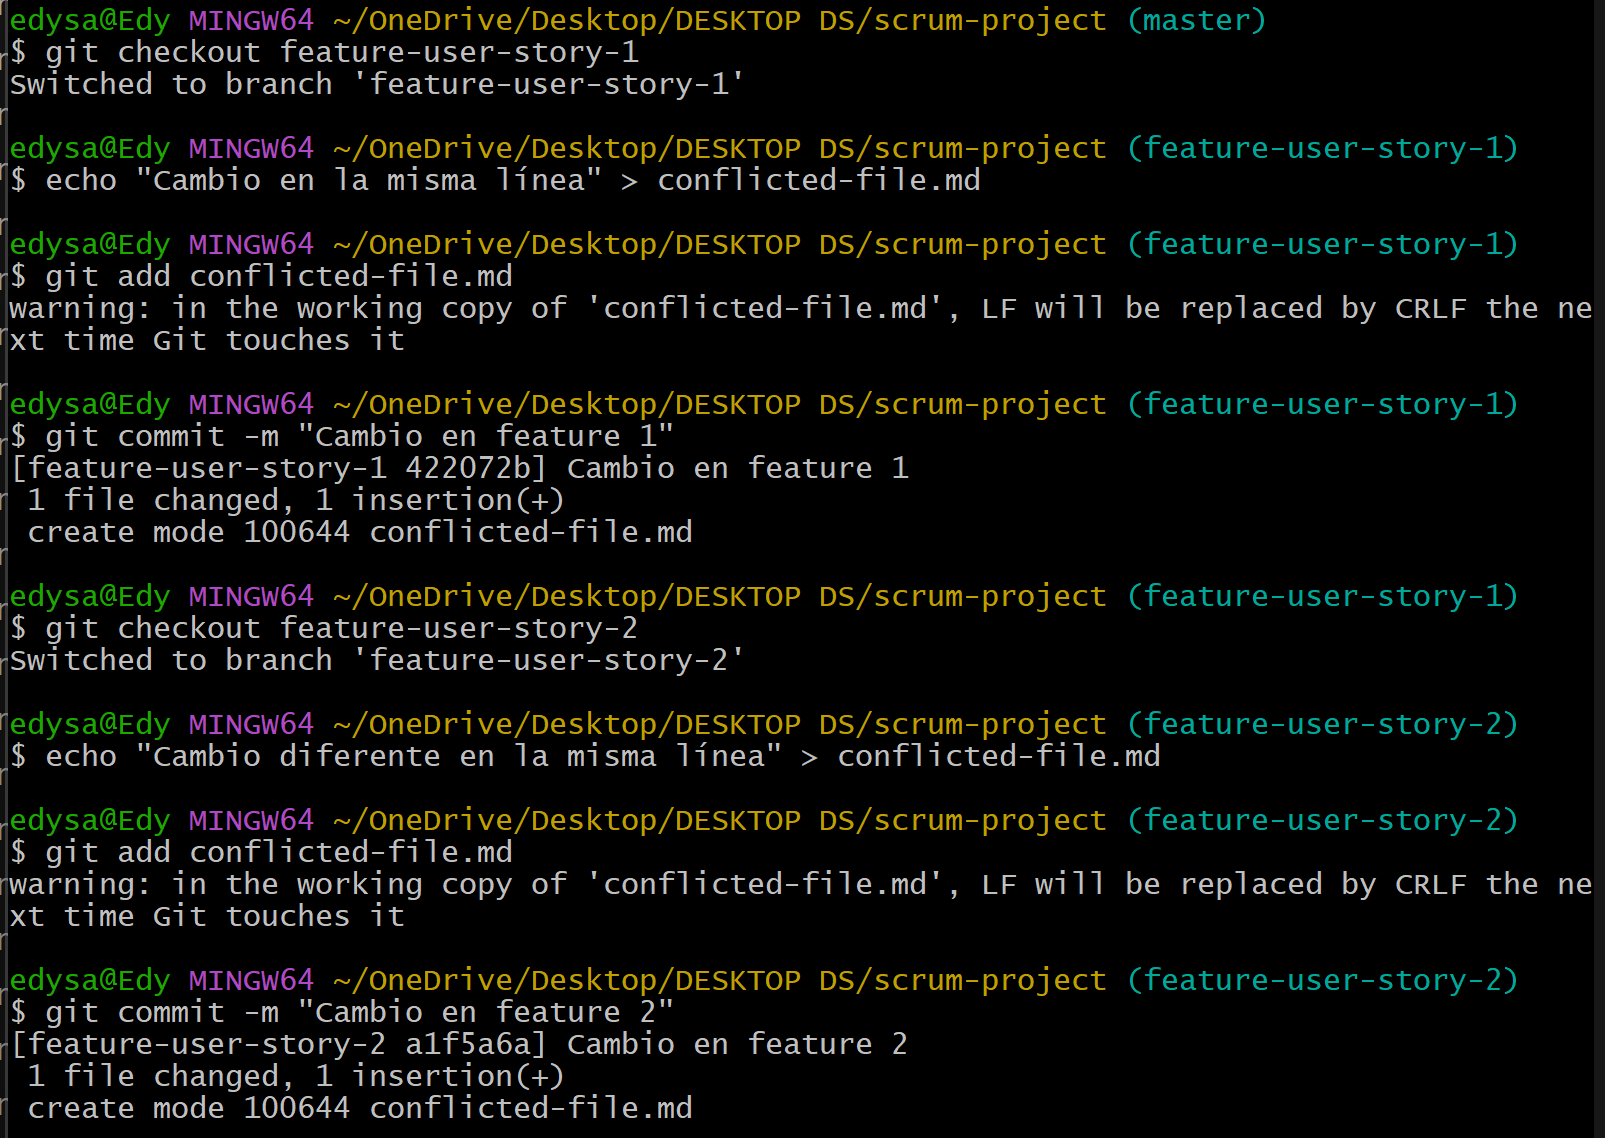 edysa@Edy MINGW64 ~/OneDrive/Desktop/DESKTOP DS/scrum-project (master)
$ git checkout feature-user-story-1
Switched to branch 'feature-user-story-1'
edysa@Edy MINGW64 ~/OneDrive/Desktop/DESKTOP DS/scrum-project (feature-user-story-1)
$ echo "Cambio en la misma línea" > conflicted-file.md
edysa@Edy MINGW64 ~/OneDrive/Desktop/DESKTOP DS/scrum-project (feature-user-story-1)
$ git add conflicted-file.md
warning: in the working copy of 'conflicted-file.md', LF will be replaced by CRLF the ne
xt time Git touches it
edysa@Edy MINGW64 ~/OneDrive/Desktop/DESKTOP DS/scrum-project (feature-user-story-1)
$ git commit -m "Cambio en feature 1"
[feature-user-story-1 422072b] Cambio en feature 1
 1 file changed, 1 insertion(+)
 create mode 100644 conflicted-file.md
edysa@Edy MINGW64 ~/OneDrive/Desktop/DESKTOP DS/scrum-project (feature-user-story-1)
$ git checkout feature-user-story-2
Switched to branch 'feature-user-story-2'
edysa@Edy MINGW64 ~/OneDrive/Desktop/DESKTOP DS/scrum-project (feature-user-story-2)
$ echo "Cambio diferente en la misma línea" > conflicted-file.md
edysa@Edy MINGW64 ~/OneDrive/Desktop/DESKTOP DS/scrum-project (feature-user-story-2)
$ git add conflicted-file.md
warning: in the working copy of 'conflicted-file.md', LF will be replaced by CRLF the ne
xt time Git touches it
edysa@Edy MINGW64 ~/OneDrive/Desktop/DESKTOP DS/scrum-project (feature-user-story-2)
$ git commit -m "Cambio en feature 2"
[feature-user-story-2 a1f5a6a] Cambio en feature 2
 1 file changed, 1 insertion(+)
 create mode 100644 conflicted-file.md